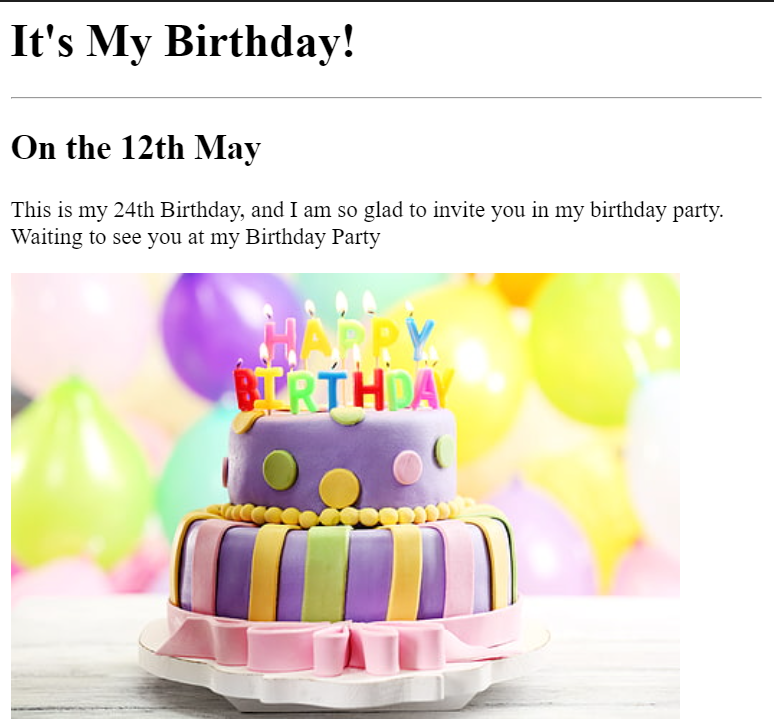 It's My Birthday!
On the 12th May
This is my 24th Birthday, and I am so glad to invite you in my birthday party.
Waiting to see you at my Birthday Party
HAPPY
BIRTHDAY